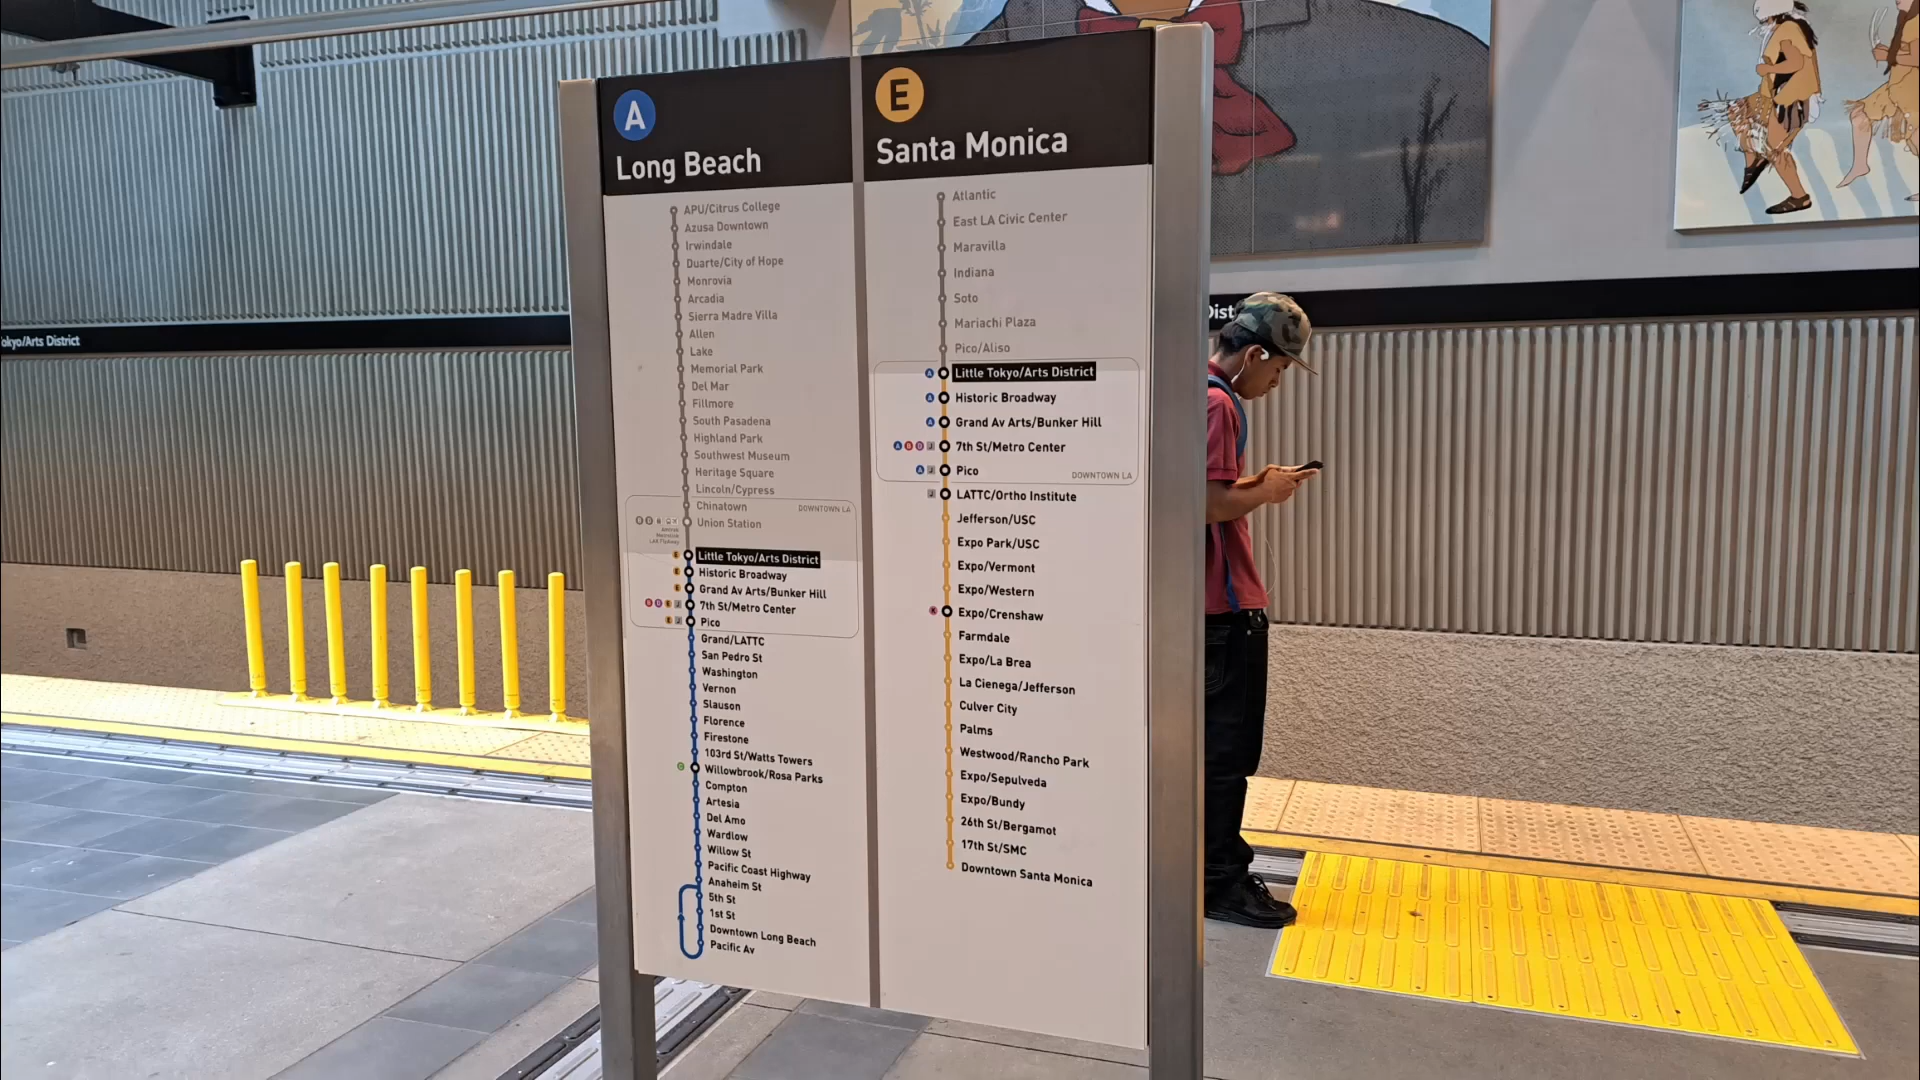 A
Long Beach
APU/Citrus College
Azusa Downtown
Irwindale
Duarte/City of Hope
Monrovia
Arcadia
Sierra Madre Villa
Allen
Lake
Memorial Park
Del Mar
Fillmore
South Pasadena
Highland Park
Southwest Museum
Heritage Square
Lincoln/Cypress
Chinatown
DOWNTOWN LA
B D Union Station
E Little Tokyo/Arts District
E Historic Broadway
E Grand Av Arts/Bunker Hill
B D E J 7th St/Metro Center
E J Pico
Grand/LATTC
San Pedro St
Washington
Vernon
Slauson
Florence
Firestone
103rd St/Watts Towers
C Willowbrook/Rosa Parks
Compton
Artesia
Del Amo
Wardlow
Willow St
Pacific Coast Highway
Anaheim St
5th St
1st St
Downtown Long Beach
Pacific Av
E
Santa Monica
Atlantic
East LA Civic Center
Maravilla
Indiana
Soto
Mariachi Plaza
Pico/Aliso
A Little Tokyo/Arts District
A Historic Broadway
A Grand Av Arts/Bunker Hill
A B D J 7th St/Metro Center
A J Pico
DOWNTOWN LA
J LATTC/Ortho Institute
Jefferson/USC
Expo Park/USC
Expo/Vermont
Expo/Western
K Expo/Crenshaw
Farmdale
Expo/La Brea
La Cienega/Jefferson
Culver City
Palms
Westwood/Rancho Park
Expo/Sepulveda
Expo/Bundy
26th St/Bergamot
17th St/SMC
Downtown Santa Monica
okyo/Arts District
Dist